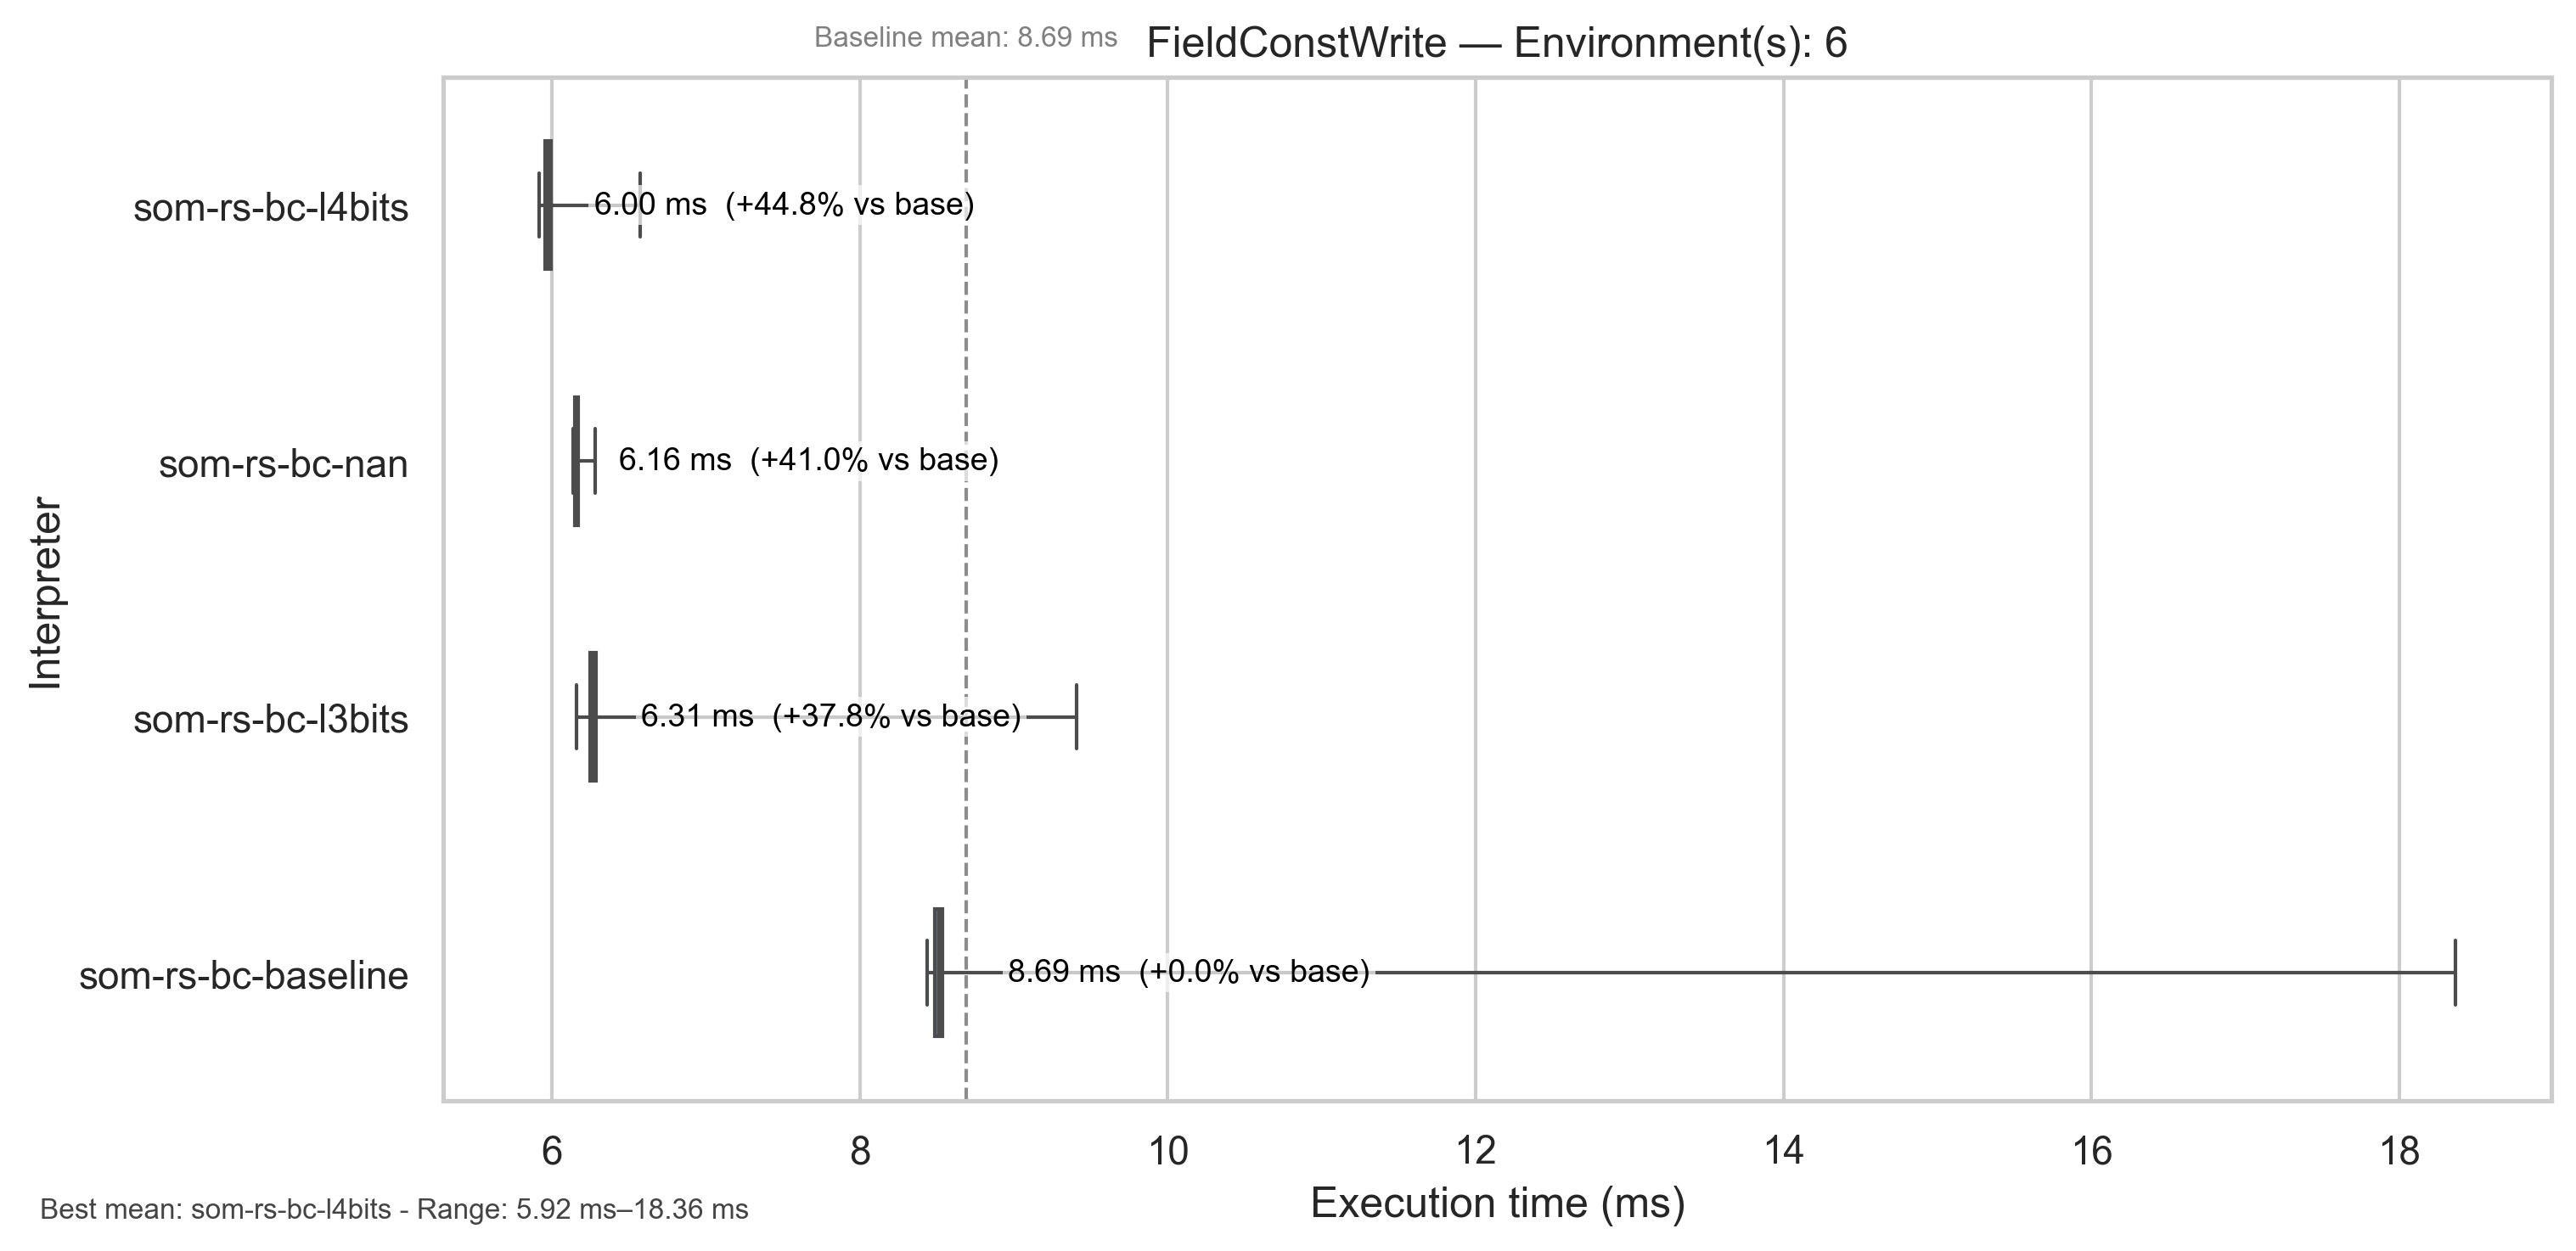 Baseline mean: 8.69 ms
FieldConstWrite — Environment(s): 6
som-rs-bc-l4bits
6.00 ms (+44.8% vs base)
som-rs-bc-nan
6.16 ms (+41.0% vs base)
Interpreter
som-rs-bc-l3bits
6.31 ms (+37.8% vs base)
som-rs-bc-baseline
8.69 ms (+0.0% vs base)
6 8 10 12 14 16 18
Execution time (ms)
Best mean: som-rs-bc-l4bits - Range: 5.92 ms–18.36 ms